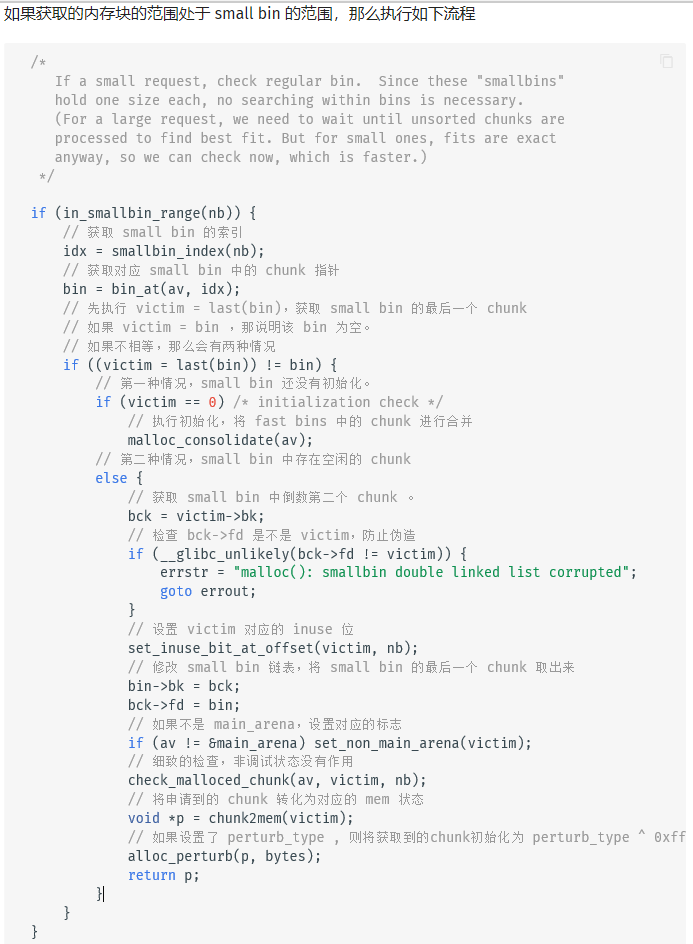 如果获取的内存块的范围处于 small bin 的范围，那么执行如下流程
/*
If a small request, check regular bin.  Since these "smallbins"
hold one size each, no searching within bins is necessary.
(For a large request, we need to wait until unsorted chunks are
processed to find best fit. But for small ones, fits are exact
anyway, so we can check now, which is faster.)
*/
if (in_smallbin_range(nb)) {
// 获取 small bin 的索引
idx = smallbin_index(nb);
// 获取对应 small bin 中的 chunk 指针
bin = bin_at(av, idx);
// 先执行 victim = last(bin)，获取 small bin 的最后一个 chunk
// 如果 victim = bin ，那说明该 bin 为空。
// 如果不相等，那么会有两种情况
if ((victim = last(bin)) != bin) {
// 第一种情况，small bin 还没有初始化。
if (victim == 0) /* initialization check */
// 执行初始化，将 fast bins 中的 chunk 进行合并
malloc_consolidate(av);
// 第二种情况，small bin 中存在空闲的 chunk
else {
// 获取 small bin 中倒数第二个 chunk 。
bck = victim->bk;
// 检查 bck->fd 是不是 victim，防止伪造
if (__glibc_unlikely(bck->fd != victim)) {
errstr = "malloc(): smallbin double linked list corrupted";
goto errout;
}
// 设置 victim 对应的 inuse 位
set_inuse_bit_at_offset(victim, nb);
// 修改 small bin 链表，将 small bin 的最后一个 chunk 取出来
bin->bk = bck;
bck->fd = bin;
// 如果不是 main_arena，设置对应的标志
if (av != &main_arena) set_non_main_arena(victim);
// 细致的检查，非调试状态没有作用
check_malloced_chunk(av, victim, nb);
// 将申请到的 chunk 转化为对应的 mem 状态
void *p = chunk2mem(victim);
// 如果设置了 perturb_type , 则将获取到的chunk初始化为 perturb_type ^ 0xff
alloc_perturb(p, bytes);
return p;
}
}
}